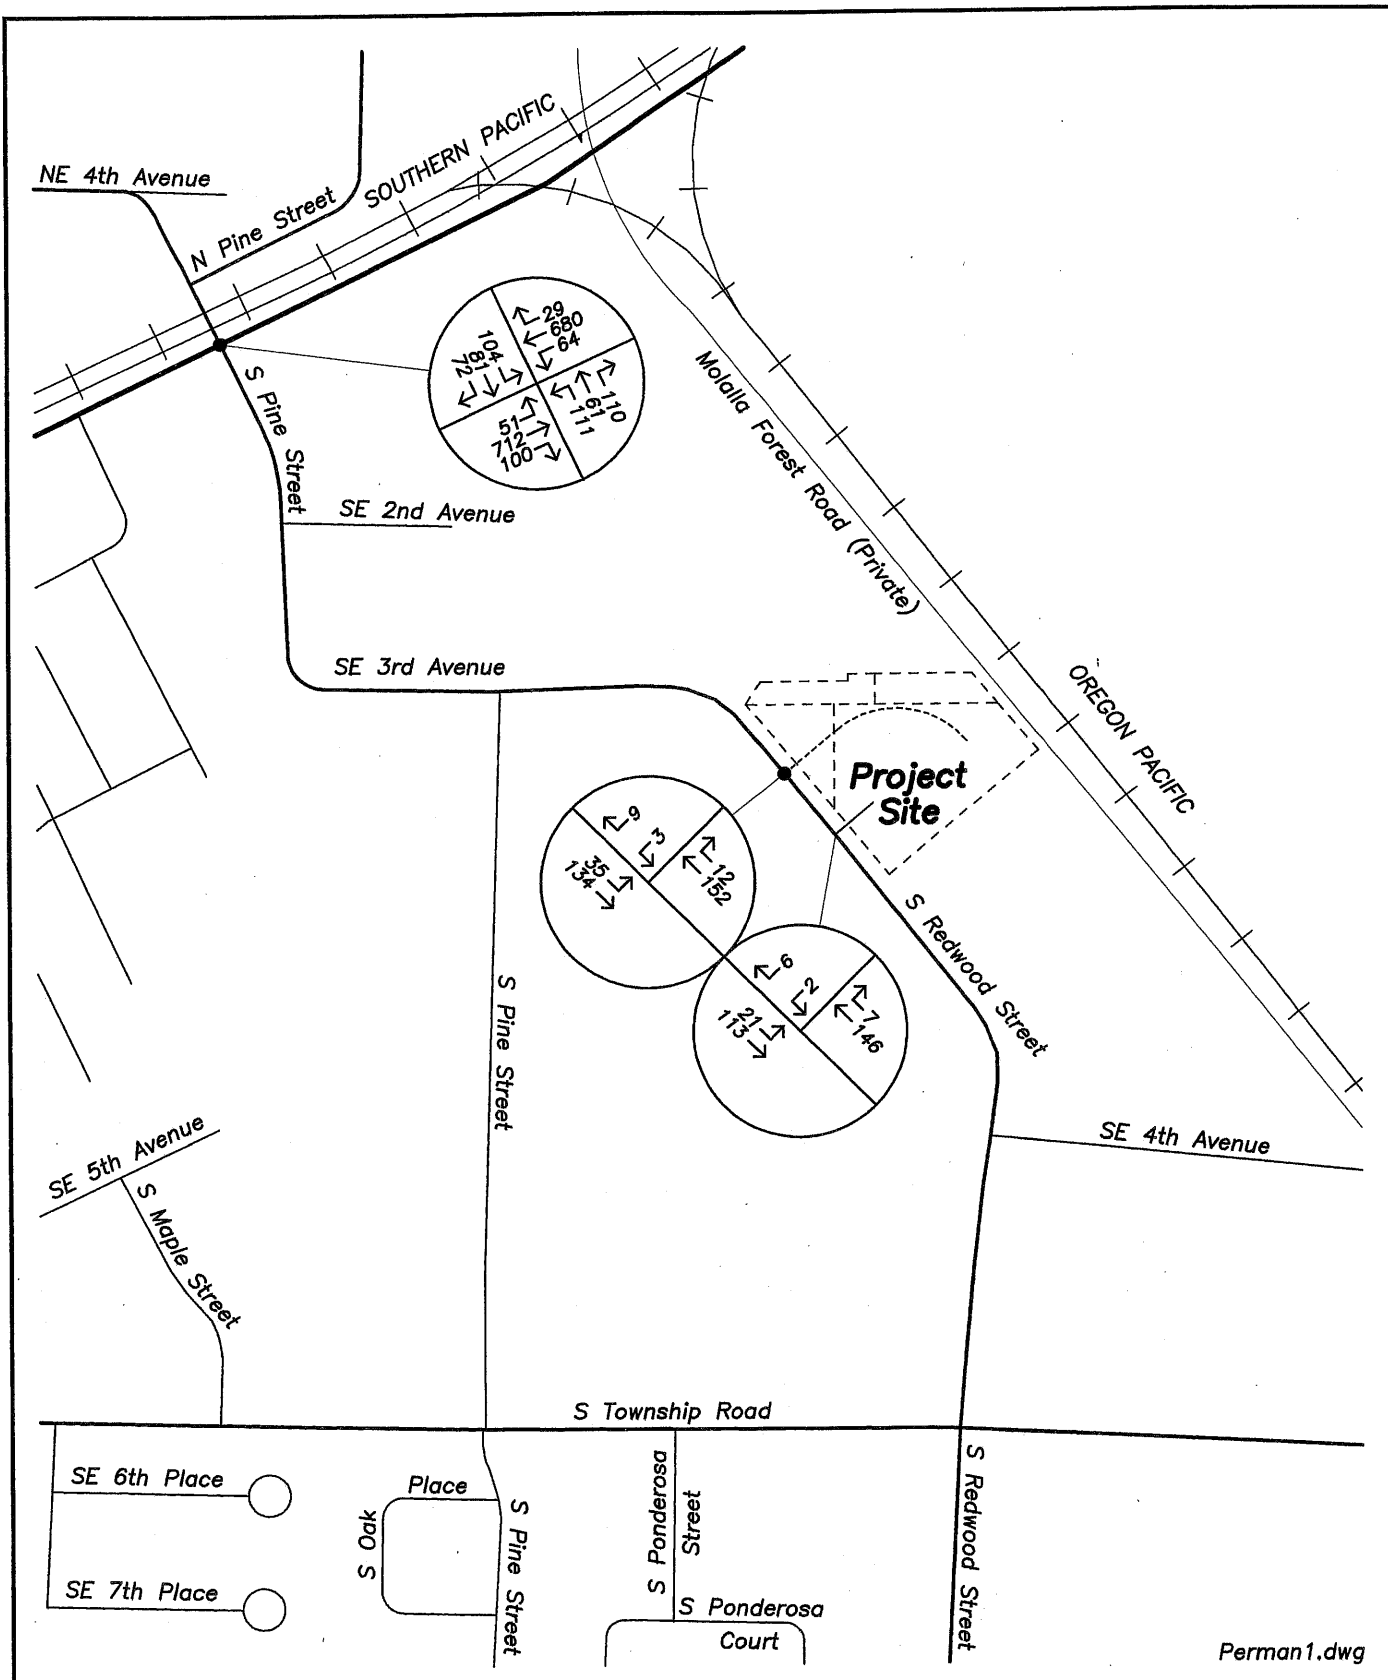 NE 4th Avenue
N Pine Street
SOUTHERN PACIFIC
29
680
64
104
81
72
110
61
111
51
712
100
S Pine Street
SE 2nd Avenue
Molalla Forest Road (Private)
SE 3rd Avenue
OREGON PACIFIC
Project
Site
9
3
35
134
12
152
S Redwood Street
6
2
21
113
7
146
S Pine Street
SE 4th Avenue
SE 5th Avenue
S Maple Street
S Township Road
SE 6th Place
Place
S Oak
S Pine Street
S Ponderosa
Street
S Redwood Street
SE 7th Place
S Ponderosa
Court
Perman1.dwg